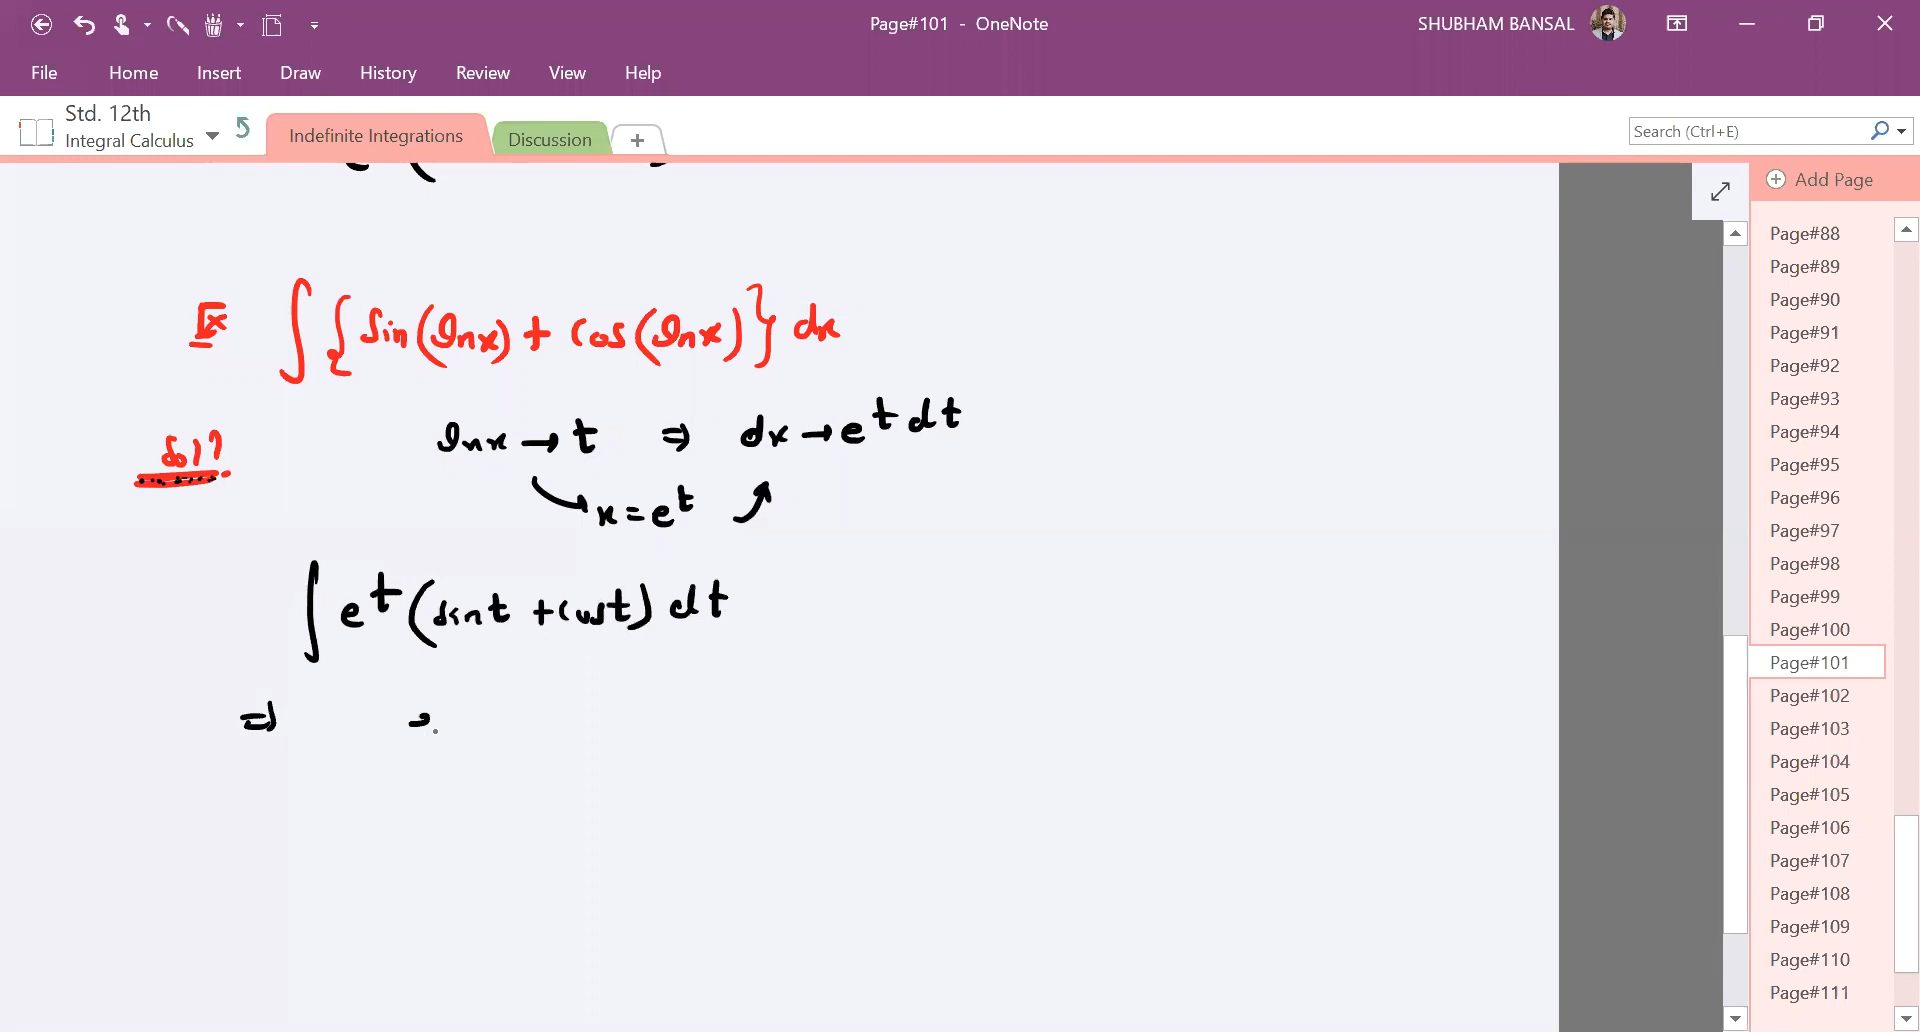 Page#101 - OneNote
SHUBHAM BANSAL
File Home Insert Draw History Review View Help
Std. 12th
Integral Calculus
Indefinite Integrations
Discussion
+
Search (Ctrl+E)
Add Page
Ex ∫ {sin(lnx) + cos(lnx)} dx
Sol?
lnx → t ⇒ dx → e^t dt
x = e^t
∫ e^t (sint + cost) dt
⇒
Page#88
Page#89
Page#90
Page#91
Page#92
Page#93
Page#94
Page#95
Page#96
Page#97
Page#98
Page#99
Page#100
Page#101
Page#102
Page#103
Page#104
Page#105
Page#106
Page#107
Page#108
Page#109
Page#110
Page#111